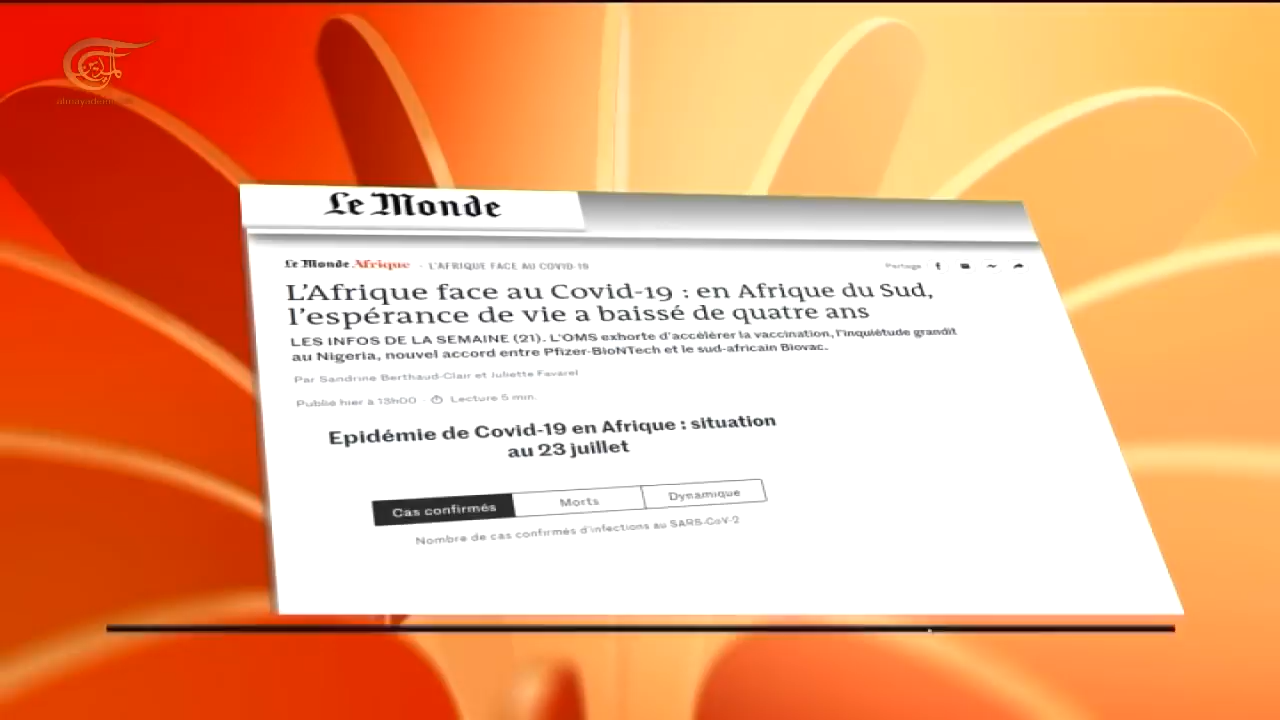 الميادين
Le Monde
Le Monde Afrique - L'AFRIQUE FACE AU COVID-19
Partage
L'Afrique face au Covid-19 : en Afrique du Sud,
l'espérance de vie a baissé de quatre ans
LES INFOS DE LA SEMAINE (21). L'OMS exhorte d'accélérer la vaccination, l'inquiétude grandit
au Nigeria, nouvel accord entre Pfizer-BioNTech et le sud-africain Biovac.
Par Sandrine Berthaud-Clair et Juliette Favarel
Publié hier à 13h00 · Lecture 5 min.
Epidémie de Covid-19 en Afrique : situation
au 23 juillet
Cas confirmés
Morts
Dynamique
Nombre de cas confirmés d'infections au SARS-CoV-2